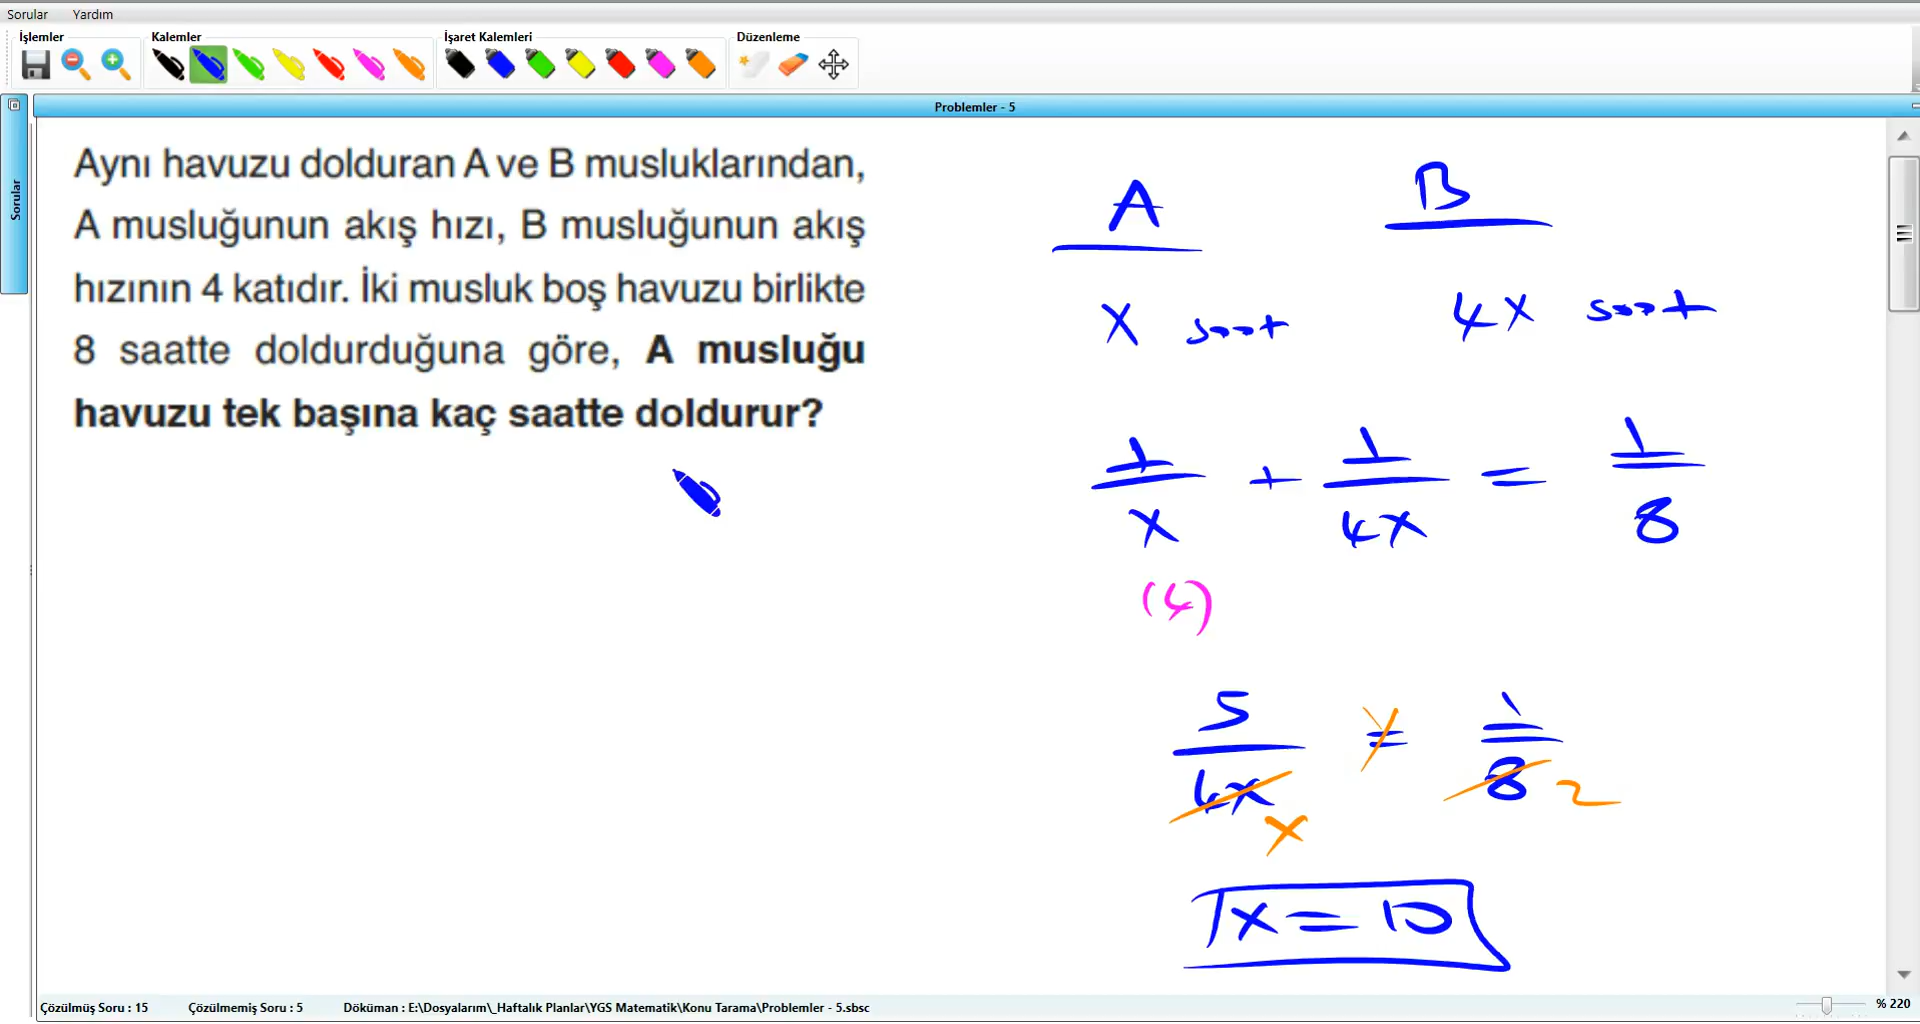 Sorular Yardım
İşlemler Kalemler İşaret Kalemleri Düzenleme
Sorular
Problemler - 5
Aynı havuzu dolduran A ve B musluklarından,
A musluğunun akış hızı, B musluğunun akış
hızının 4 katıdır. İki musluk boş havuzu birlikte
8 saatte doldurduğuna göre, A musluğu
havuzu tek başına kaç saatte doldurur?
A B
x saat 4x saat
1/x + 1/4x = 1/8
(4)
5/4x = 1/8 2
x
x = 10
Çözülmüş Soru : 15 Çözülmemiş Soru : 5 Döküman : E:\Dosyalarım\_Haftalık Planlar\YGS Matematik\Konu Tarama\Problemler - 5.sbsc % 220